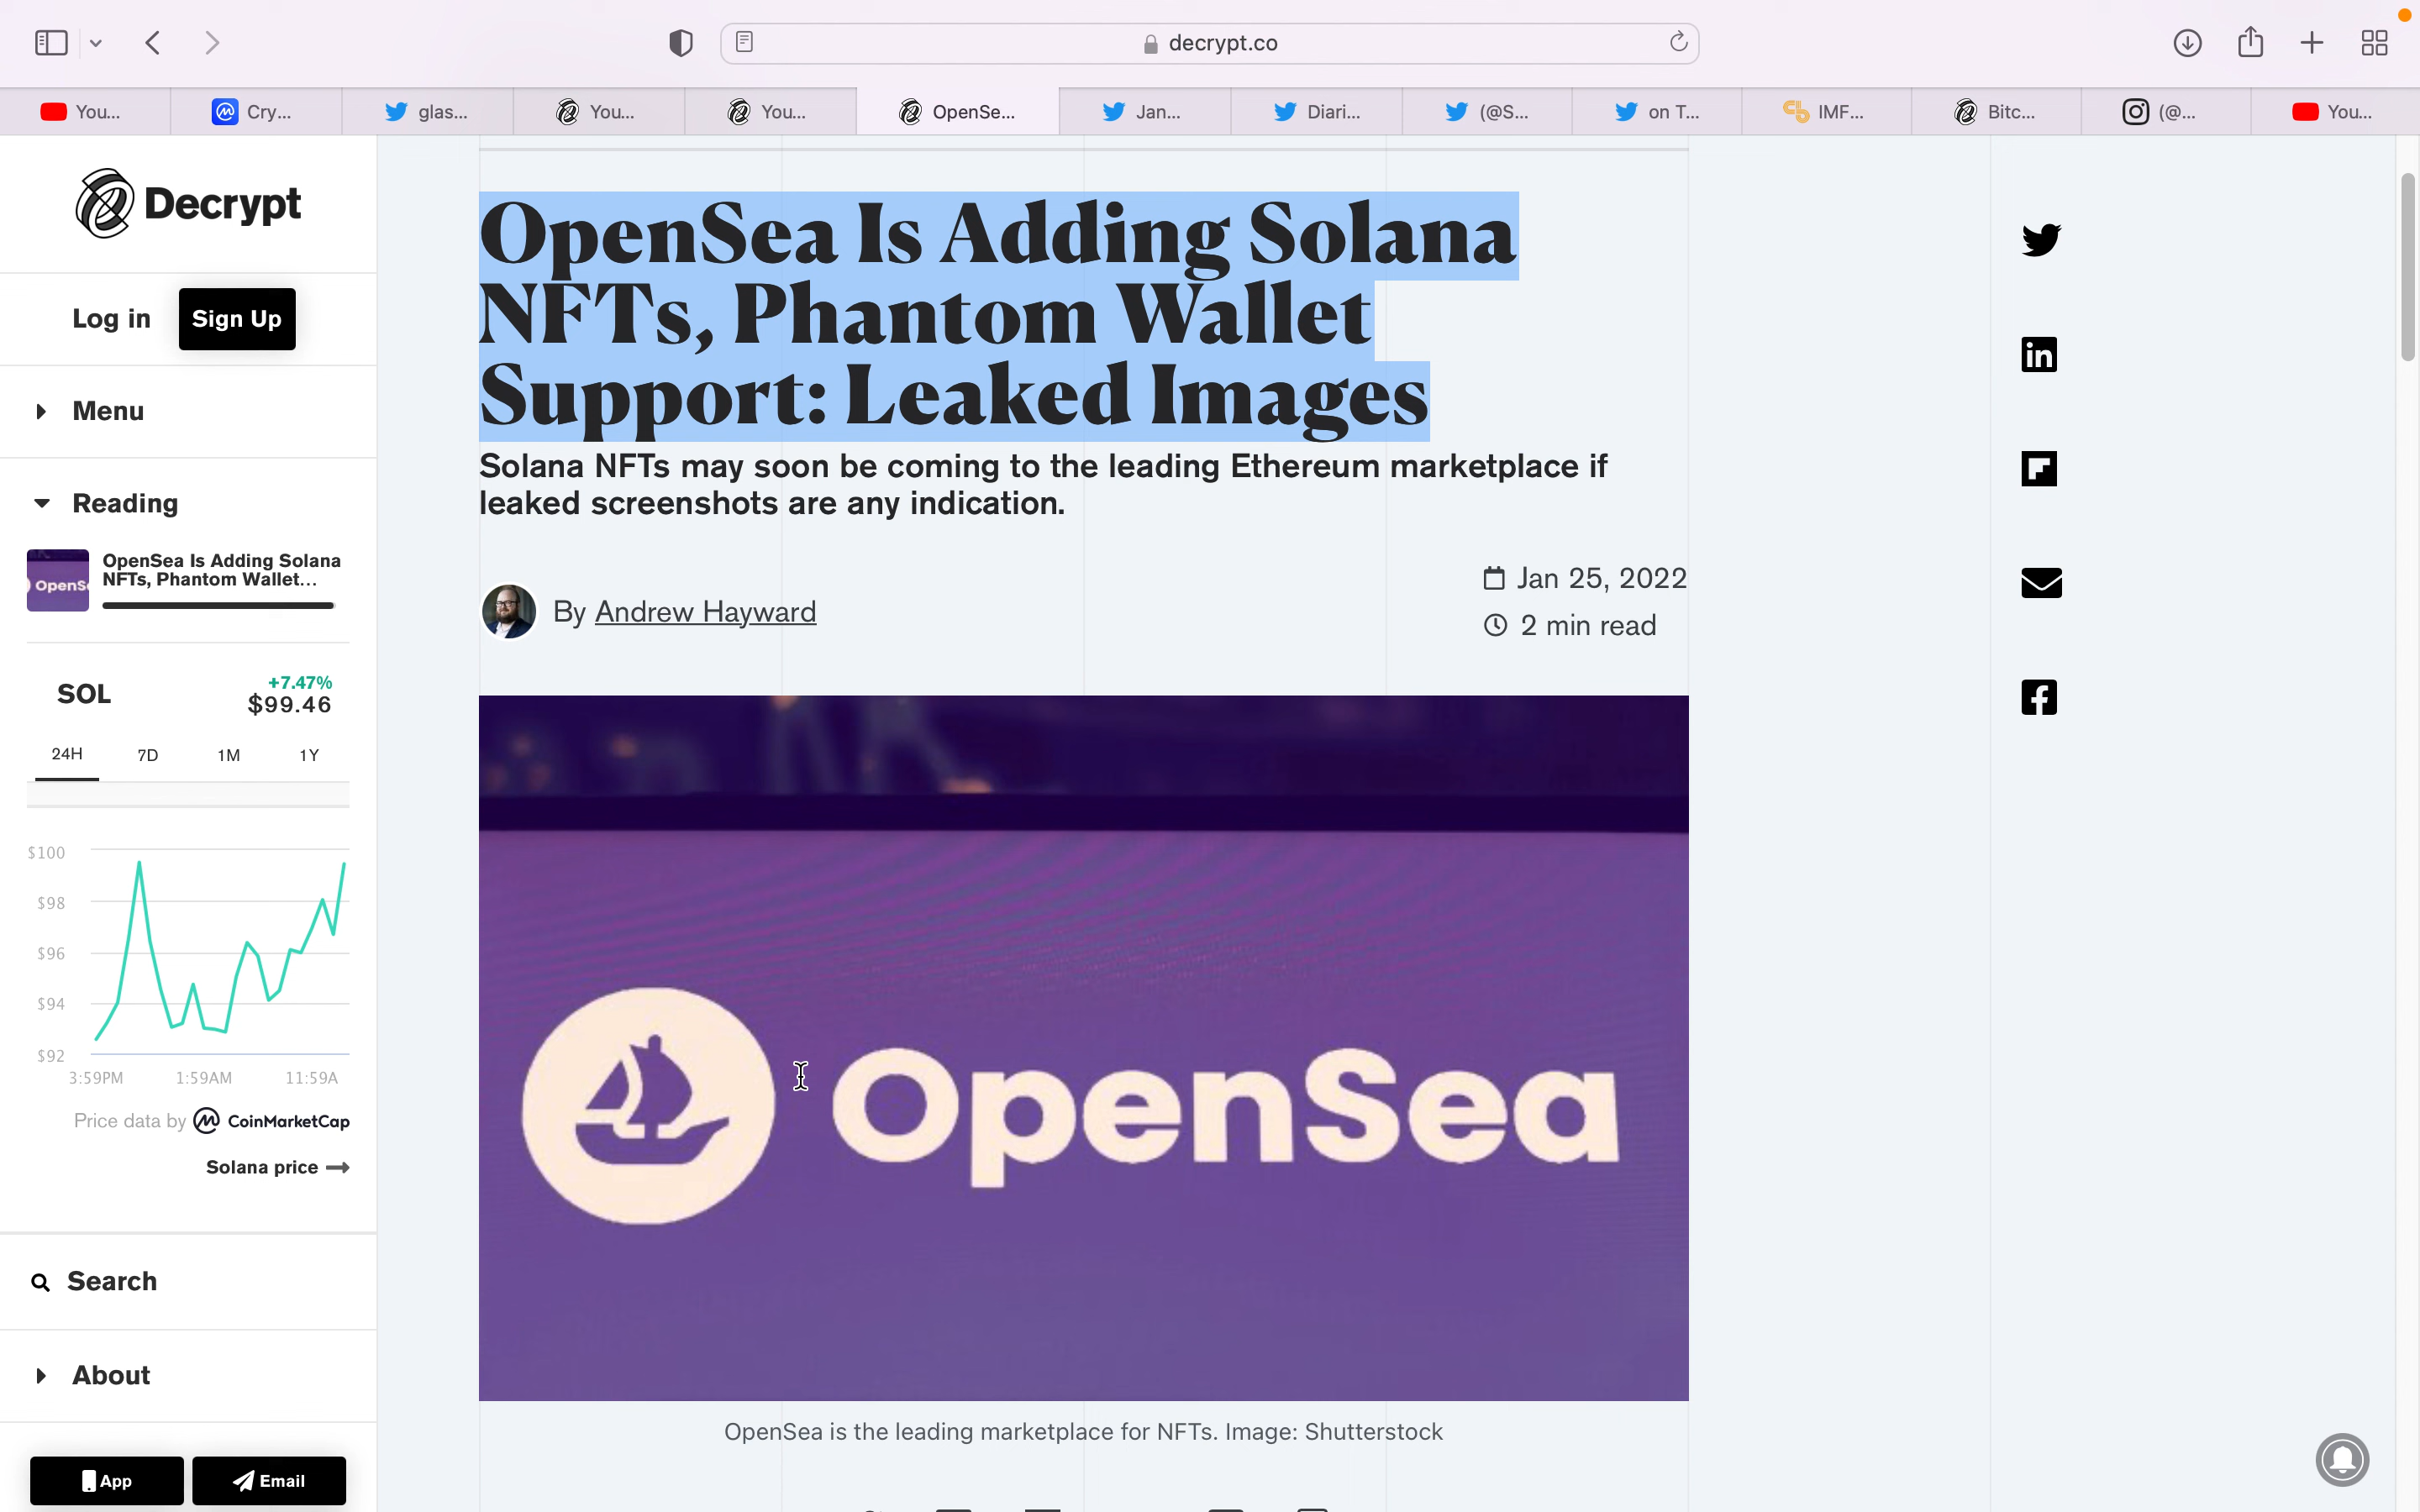 decrypt.co
You...
Cry...
glas...
You...
You...
OpenSe...
Jan...
Diari...
(@S...
on T...
IMF...
Bitc...
(@...
You...
Decrypt
Log in
Sign Up
Menu
Reading
OpenSea Is Adding Solana
NFTs, Phantom Wallet...
SOL
+7.47%
$99.46
24H 7D 1M 1Y
$100
$98
$96
$94
$92
3:59PM 1:59AM 11:59A
Price data by CoinMarketCap
Solana price
Search
About
App
Email
OpenSea Is Adding Solana
NFTs, Phantom Wallet
Support: Leaked Images
Solana NFTs may soon be coming to the leading Ethereum marketplace if
leaked screenshots are any indication.
By Andrew Hayward
Jan 25, 2022
2 min read
OpenSea
OpenSea is the leading marketplace for NFTs. Image: Shutterstock